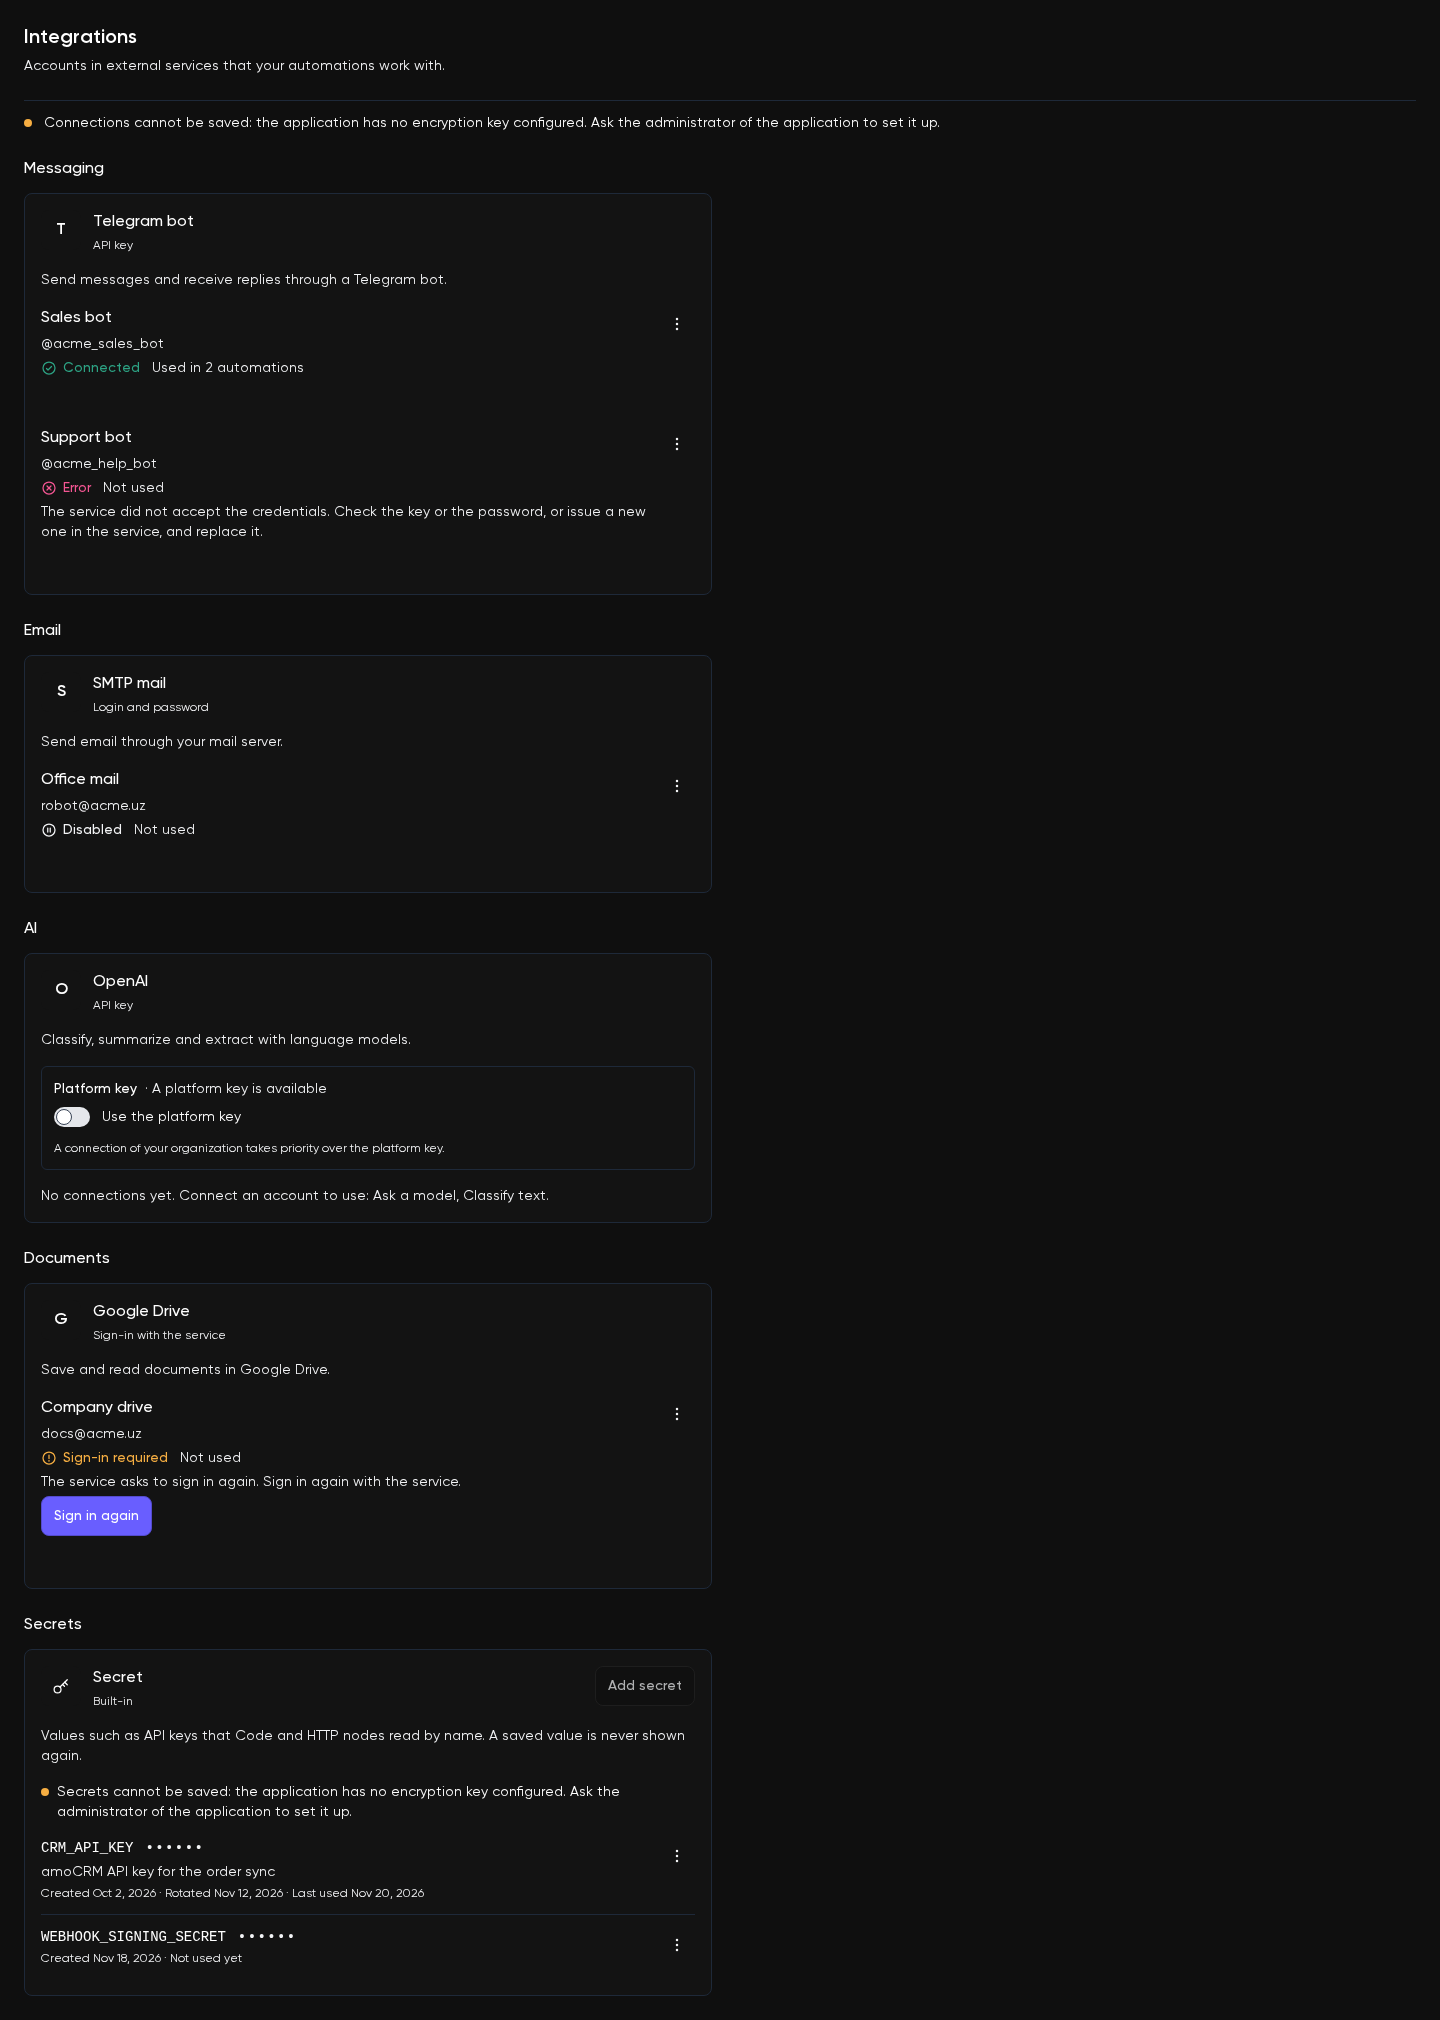 Integrations
Accounts in external services that your automations work with.
Connections cannot be saved: the application has no encryption key configured. Ask the administrator of the application to set it up.
Messaging
T
Telegram bot
API key
Send messages and receive replies through a Telegram bot.
Sales bot
@acme_sales_bot
Connected Used in 2 automations
Support bot
@acme_help_bot
Error Not used
The service did not accept the credentials. Check the key or the password, or issue a new
one in the service, and replace it.
Email
S
SMTP mail
Login and password
Send email through your mail server.
Office mail
robot@acme.uz
Disabled Not used
AI
O
OpenAI
API key
Classify, summarize and extract with language models.
Platform key · A platform key is available
Use the platform key
A connection of your organization takes priority over the platform key.
No connections yet. Connect an account to use: Ask a model, Classify text.
Documents
G
Google Drive
Sign-in with the service
Save and read documents in Google Drive.
Company drive
docs@acme.uz
Sign-in required Not used
The service asks to sign in again. Sign in again with the service.
Sign in again
Secrets
Secret
Built-in
Add secret
Values such as API keys that Code and HTTP nodes read by name. A saved value is never shown
again.
Secrets cannot be saved: the application has no encryption key configured. Ask the
administrator of the application to set it up.
CRM_API_KEY ••••••
amoCRM API key for the order sync
Created Oct 2, 2026 · Rotated Nov 12, 2026 · Last used Nov 20, 2026
WEBHOOK_SIGNING_SECRET ••••••
Created Nov 18, 2026 · Not used yet